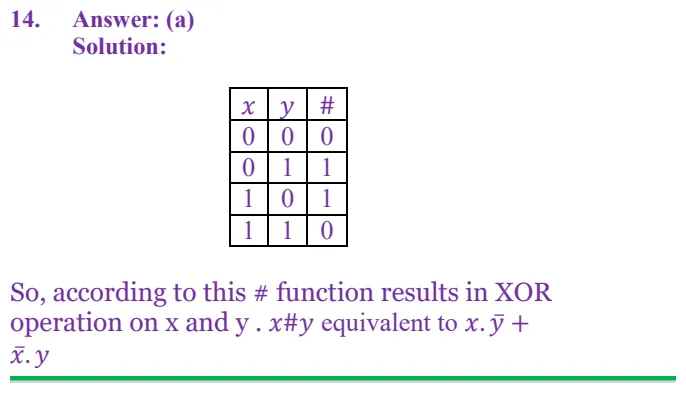 14. Answer: (a)
Solution:
x y #
0 0 0
0 1 1
1 0 1
1 1 0
So, according to this # function results in XOR
operation on x and y . x#y equivalent to x. ȳ +
x̄. y